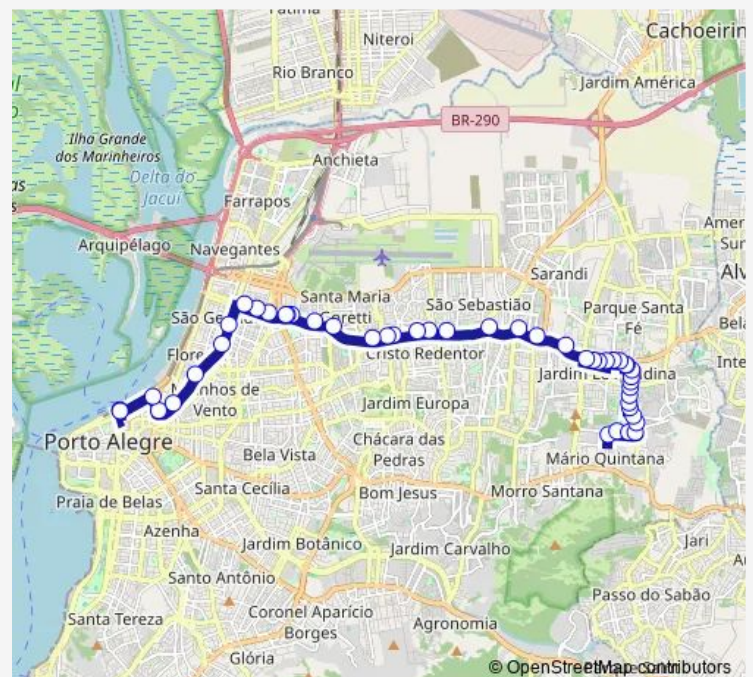 Fátima
Niteroi
Cachoeirin
Rio Branco
Jardim América
BR-290
Ilha Grande
dos Marinheiros
Anchieta
Delta do
Jacuí
as
Farrapos
Arquipélago
Navegantes
Amer
Sarandi
Santa Maria
Goretti
São Sebastião
Parque Santa
Fé
São Ge
Bela
Flore
Cristo Redentor
Inte
Moinhos de
Vento
Jardim Le dina
Jardim Europa
Porto Alegre
Chácara das
Pedras
Bela Vista
Mário Quintana
Santa Cecília
Bom Jesus
Morro Santana
Praia de Belas
Azenha
Jardim Botânico
Jardim Carvalho
Jari
Santo Antônio
Passo do Sabão
Santa Tereza
Coronel Aparício
Borges
Agronomia
Glória
© OpenStreetMap contributors